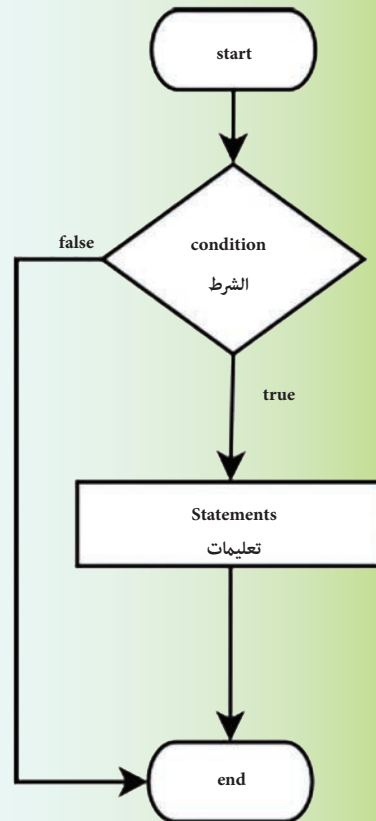 start
false
condition
الشرط
true
Statements
تعليمات
end